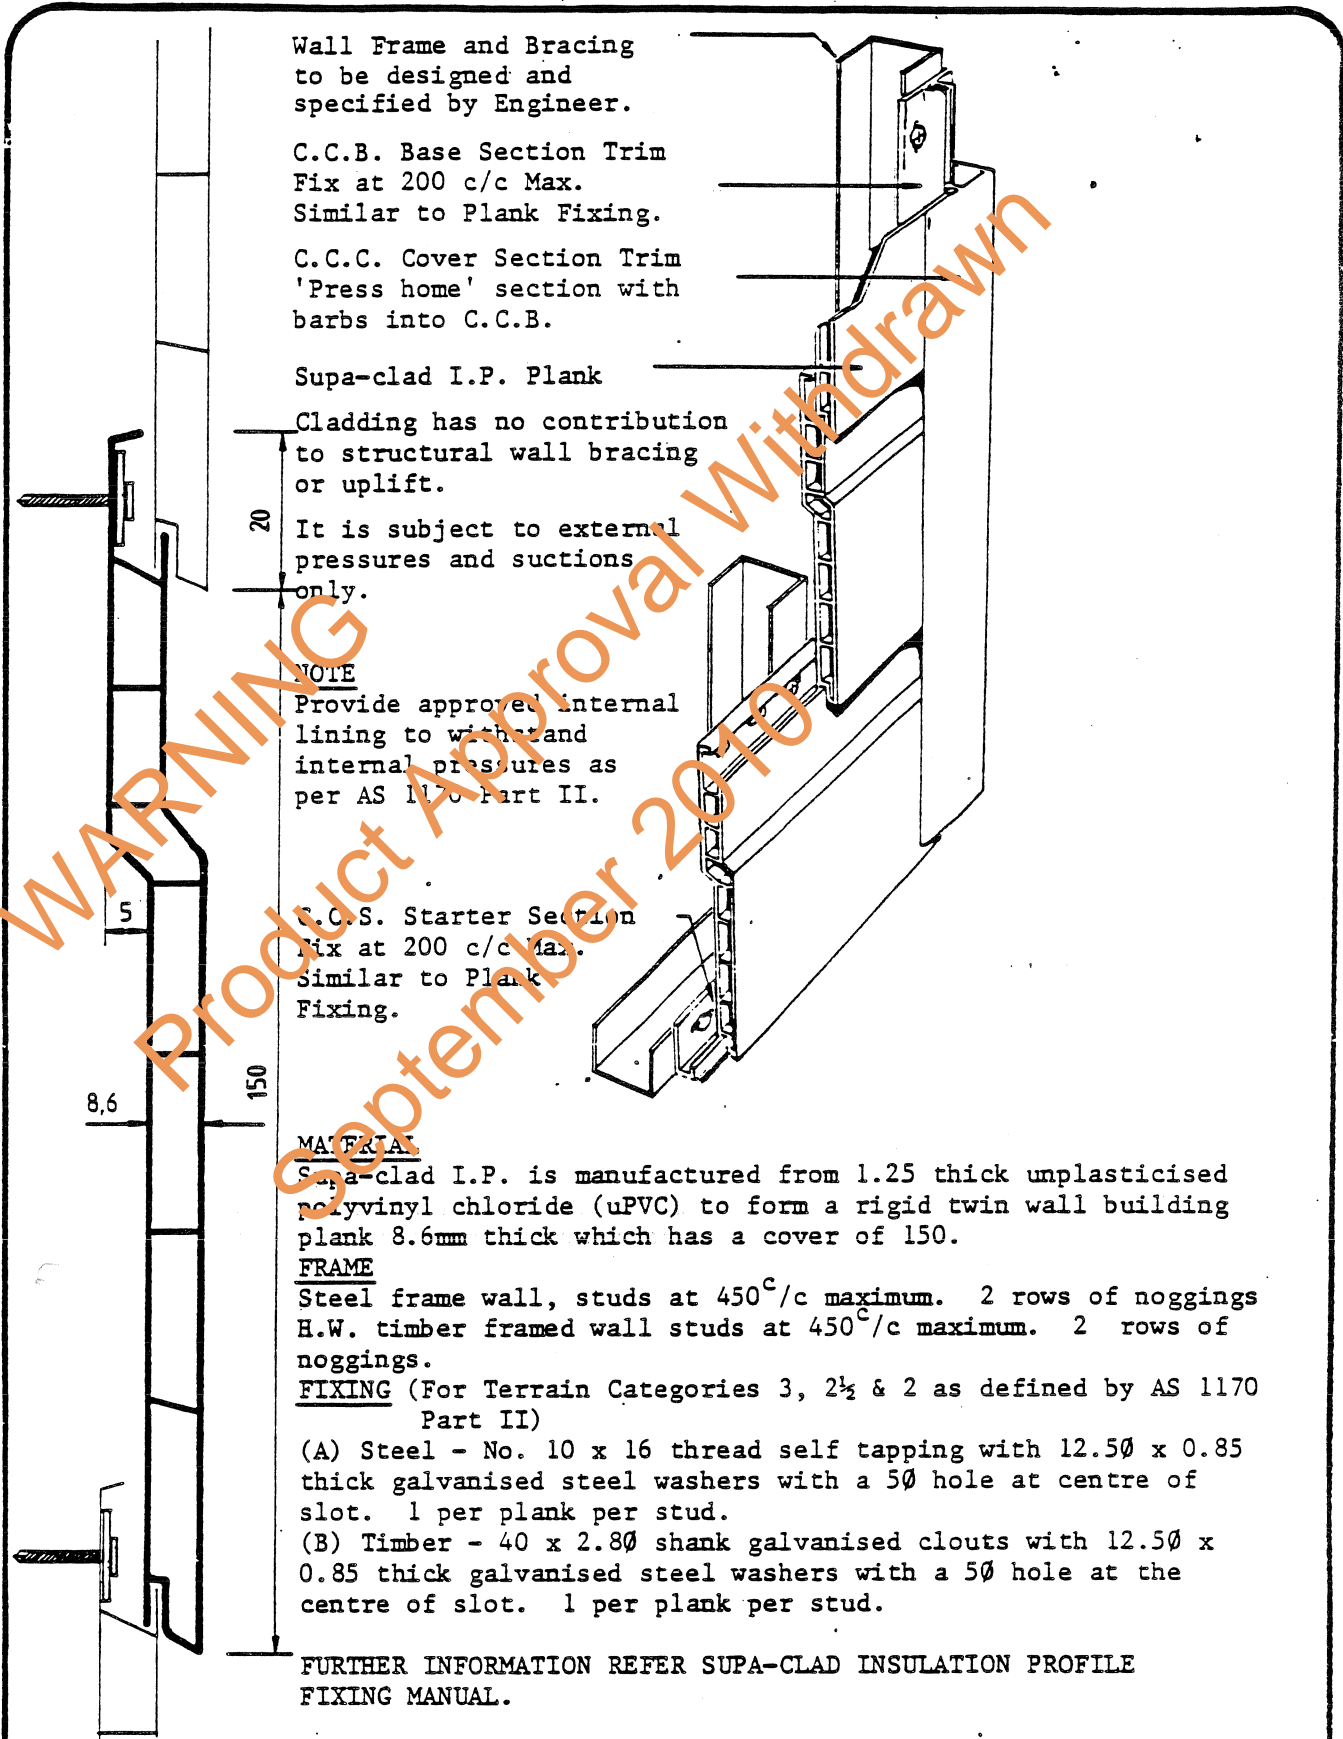 Wall Frame and Bracing
to be designed and
specified by Engineer.
C.C.B. Base Section Trim
Fix at 200 c/c Max.
Similar to Plank Fixing.
C.C.C. Cover Section Trim
'Press home' section with
barbs into C.C.B.
Supa-clad I.P. Plank
Cladding has no contribution
to structural wall bracing
or uplift.
20
It is subject to external
pressures and suctions
only.
NOTE
Provide approved internal
lining to withstand
internal pressures as
per AS 1170 Part II.
5
C.C.S. Starter Section
Fix at 200 c/c Max.
Similar to Plank
Fixing.
8,6
150
WARNING
Product Approval Withdrawn
September 2010
MATERIAL
Supa-clad I.P. is manufactured from 1.25 thick unplasticised
polyvinyl chloride (uPVC) to form a rigid twin wall building
plank 8.6mm thick which has a cover of 150.
FRAME
Steel frame wall, studs at 450 c/c maximum. 2 rows of noggings
H.W. timber framed wall studs at 450 c/c maximum. 2 rows of
noggings.
FIXING (For Terrain Categories 3, 2½ & 2 as defined by AS 1170
Part II)
(A) Steel - No. 10 x 16 thread self tapping with 12.5Ø x 0.85
thick galvanised steel washers with a 5Ø hole at centre of
slot. 1 per plank per stud.
(B) Timber - 40 x 2.8Ø shank galvanised clouts with 12.5Ø x
0.85 thick galvanised steel washers with a 5Ø hole at the
centre of slot. 1 per plank per stud.
FURTHER INFORMATION REFER SUPA-CLAD INSULATION PROFILE
FIXING MANUAL.